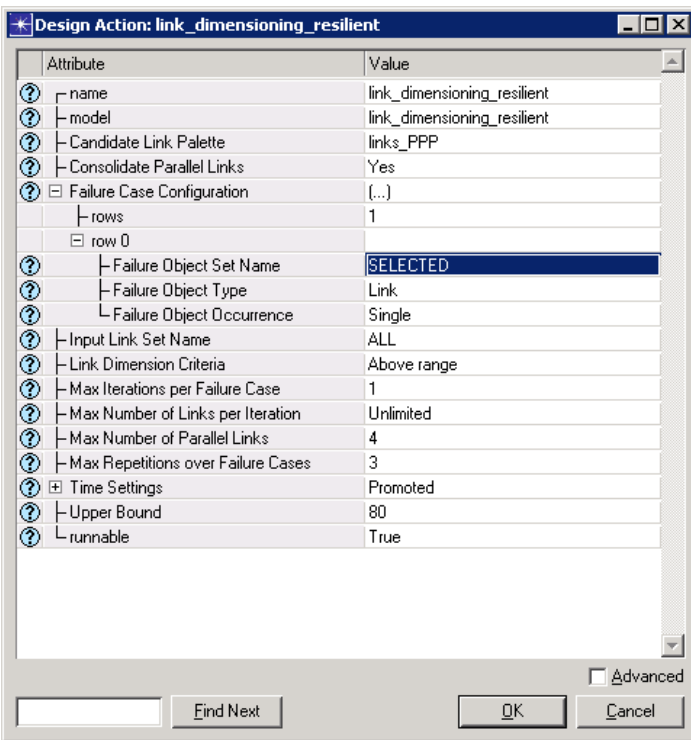 Design Action: link_dimensioning_resilient
Attribute Value
name link_dimensioning_resilient
model link_dimensioning_resilient
Candidate Link Palette links_PPP
Consolidate Parallel Links Yes
Failure Case Configuration (...)
rows 1
row 0
Failure Object Set Name SELECTED
Failure Object Type Link
Failure Object Occurrence Single
Input Link Set Name ALL
Link Dimension Criteria Above range
Max Iterations per Failure Case 1
Max Number of Links per Iteration Unlimited
Max Number of Parallel Links 4
Max Repetitions over Failure Cases 3
Time Settings Promoted
Upper Bound 80
runnable True
Advanced
Find Next OK Cancel